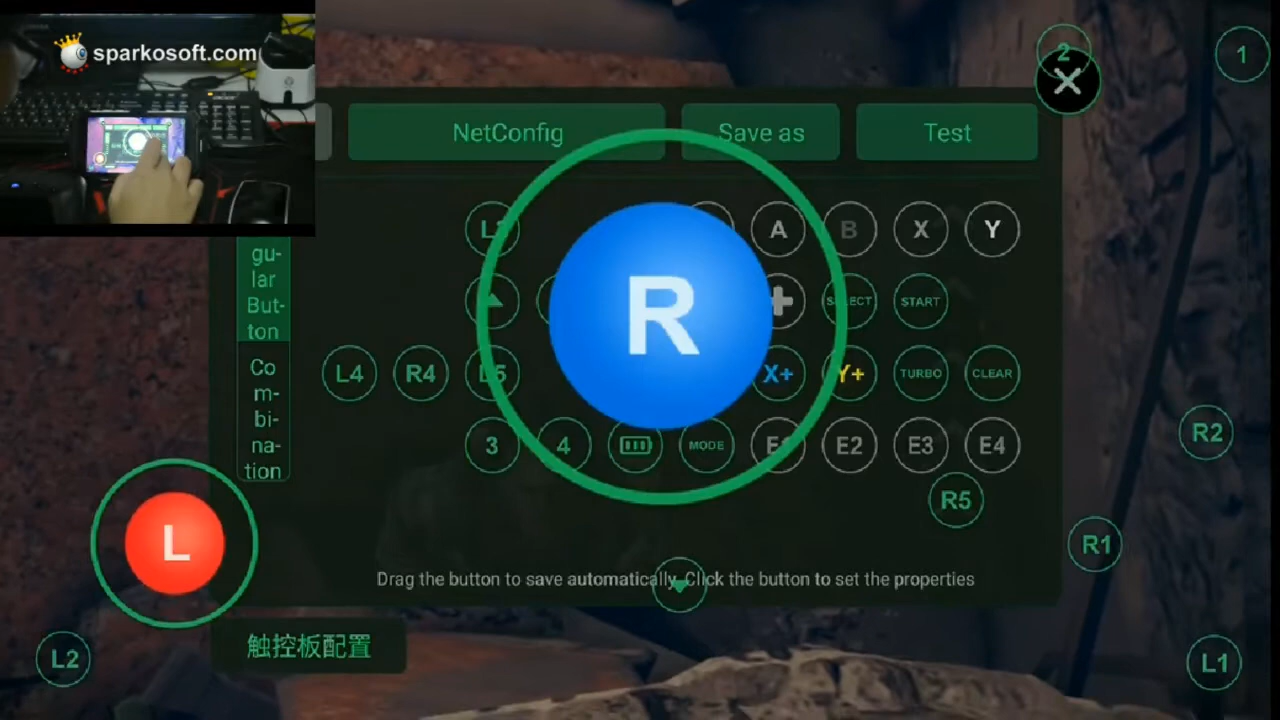 sparkosoft.com
2
1
X
NetConfig
Save as
Test
A
B
X
Y
gu-
lar
But-
ton
SELECT
START
R
L4
R4
X+
Y+
TURBO
CLEAR
Co
m-
bi-
na-
tion
3
4
MODE
E2
E3
E4
R2
R5
R1
L
Drag the button to save automatically. Click the button to set the properties
触控板配置
L2
L1